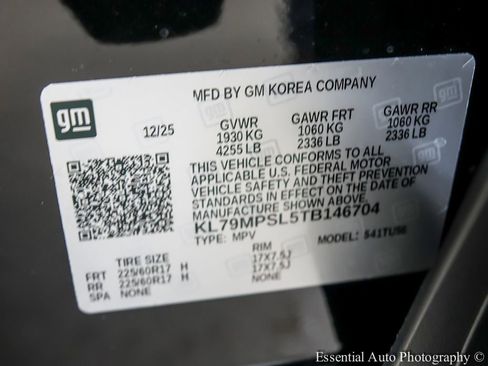 MFD BY GM KOREA COMPANY
gm
12/25
GVWR GAWR FRT GAWR RR
1930 KG 1060 KG 1060 KG
4255 LB 2336 LB 2336 LB
THIS VEHICLE CONFORMS TO ALL
APPLICABLE U.S. FEDERAL MOTOR
VEHICLE SAFETY AND THEFT PREVENTION
STANDARDS IN EFFECT ON THE DATE OF
MANUFACTURE SHOWN ABOVE.
KL79MPSL5TB146704
TYPE: MPV MODEL:
TIRE SIZE RIM
FRT 225/60R17 H 17X7.5J
RR 225/60R17 H 17X7.5J
SPA NONE NONE
Essential Auto Photography ©